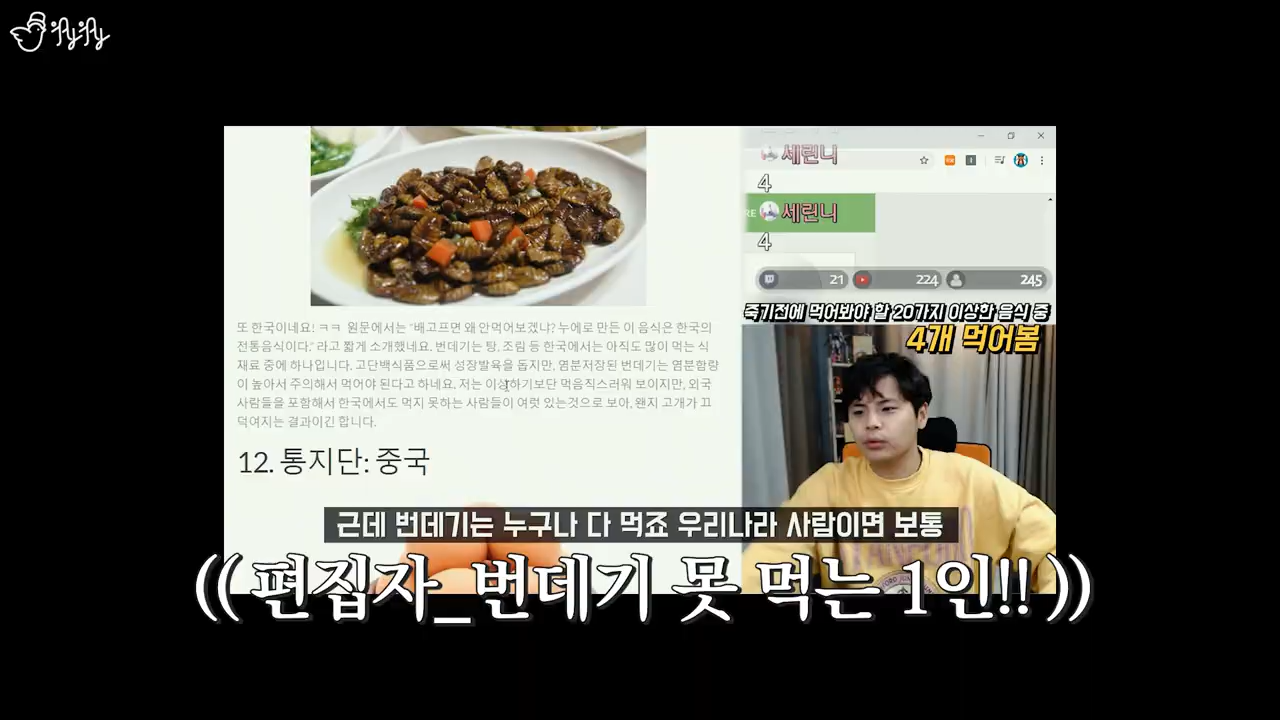 세린니
4
RE 세린니
4
21 224 245
죽기전에 먹어봐야 할 20가지 이상한 음식 중
4개 먹어봄
또 한국이네요! ㅋㅋ 원문에서는 "배고프면 왜 안먹어보겠냐? 누에로 만든 이 음식은 한국의
전통음식이다." 라고 짧게 소개했네요. 번데기는 탕, 조림 등 한국에서는 아직도 많이 먹는 식
재료 중에 하나입니다. 고단백식품으로써 성장발육을 돕지만, 염분저장된 번데기는 염분함량
이 높아서 주의해서 먹어야 된다고 하네요. 저는 이상하기보단 먹음직스러워 보이지만, 외국
사람들을 포함해서 한국에서도 먹지 못하는 사람들이 여럿 있는것으로 보아, 왠지 고개가 끄
덕여지는 결과이긴 합니다.
12. 통지단: 중국
근데 번데기는 누구나 다 먹죠 우리나라 사람이면 보통
((편집자_번데기 못 먹는 1인!!))